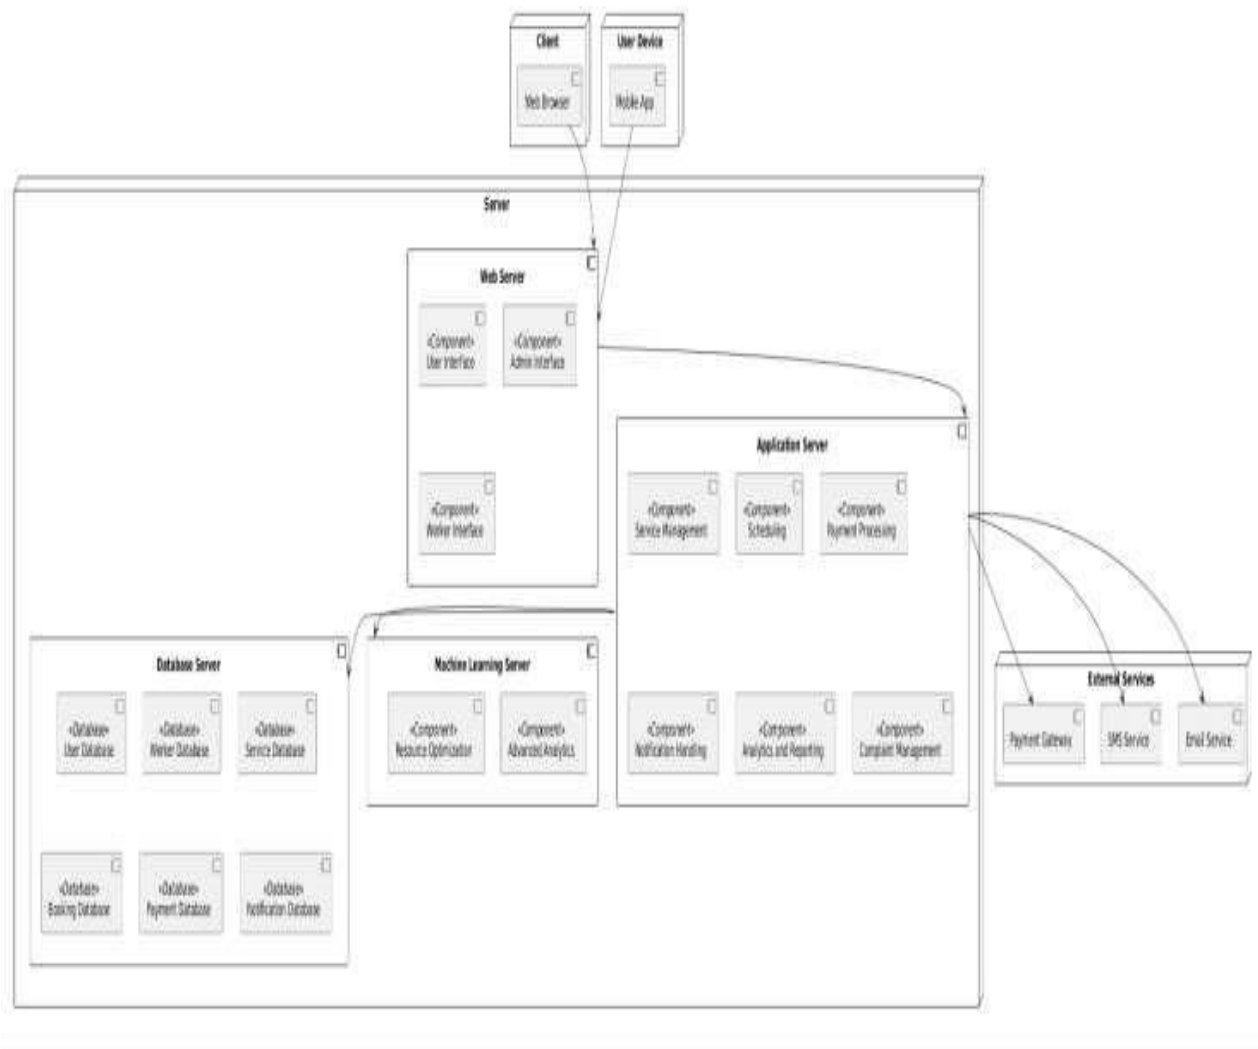 Client
User Device
Web Browser
Mobile App
Server
Web Server
«Component»
User Interface
«Component»
Admin Interface
«Component»
Worker Interface
Application Server
«Component»
Service Management
«Component»
Scheduling
«Component»
Payment Processing
«Component»
Notification Handling
«Component»
Analytics and Reporting
«Component»
Complaint Management
Database Server
«Database»
User Database
«Database»
Worker Database
«Database»
Service Database
«Database»
Booking Database
«Database»
Payment Database
«Database»
Notification Database
Machine Learning Server
«Component»
Resource Optimization
«Component»
Advanced Analytics
External Services
Payment Gateway
SMS Service
Email Service